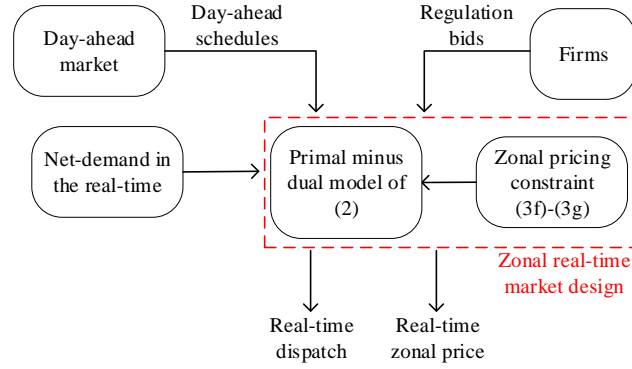 Day-ahead
market
Day-ahead
schedules
Regulation
bids
Firms
Net-demand in
the real-time
Primal minus
dual model of
(2)
Zonal pricing
constraint
(3f)-(3g)
Zonal real-time
market design
Real-time
dispatch
Real-time
zonal price